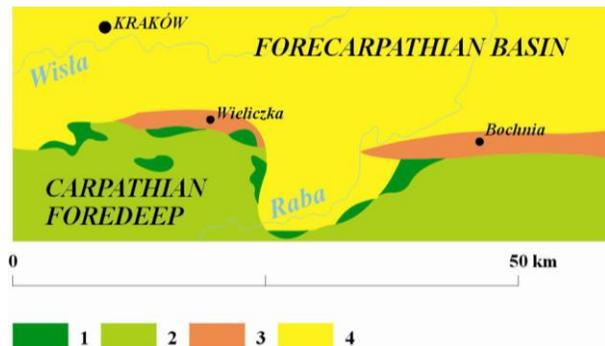 KRAKÓW
FORECARPATHIAN BASIN
Wisła
Wieliczka
Bochnia
CARPATHIAN
FOREDEEP
Raba
0
50 km
1
2
3
4